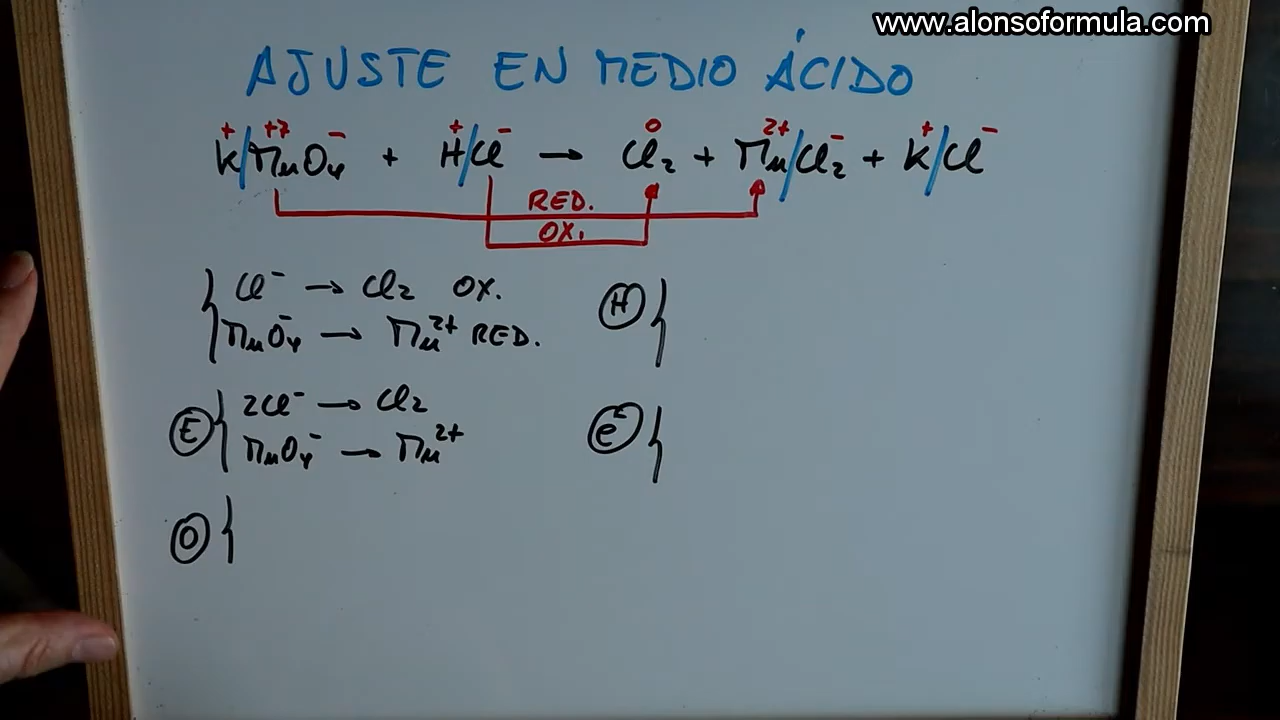 www.alonsoformula.com
AJUSTE EN MEDIO ÁCIDO
+ +7 − + − 0 2+ − + −
K/MnO₄ + H/Cl → Cl₂ + Mn/Cl₂ + K/Cl
RED.
OX.
Cl⁻ → Cl₂ OX.
MnO₄⁻ → Mn²⁺ RED.
H
E
2Cl⁻ → Cl₂
MnO₄⁻ → Mn²⁺
e⁻
O